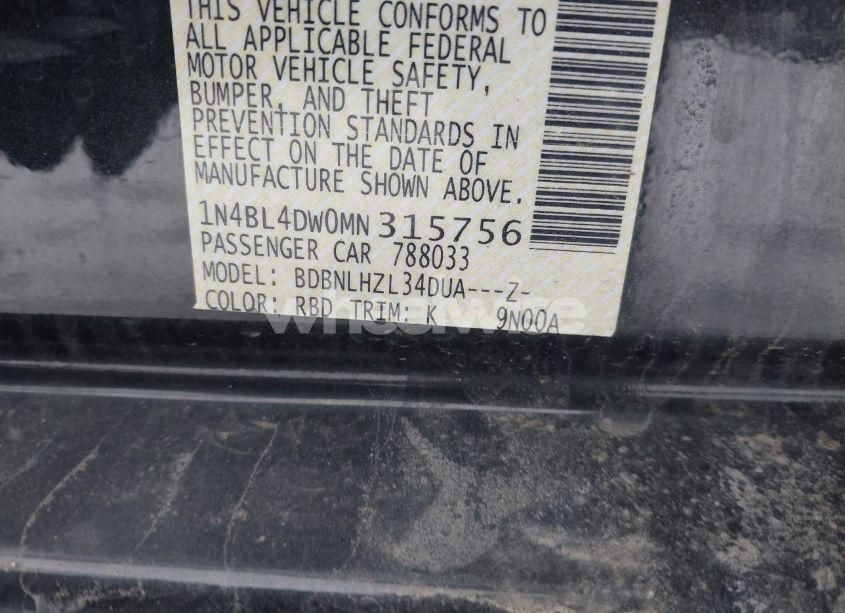 THIS VEHICLE CONFORMS TO
ALL APPLICABLE FEDERAL
MOTOR VEHICLE SAFETY,
BUMPER, AND THEFT
PREVENTION STANDARDS IN
EFFECT ON THE DATE OF
MANUFACTURE SHOWN ABOVE.
1N4BL4DW0MN315756
PASSENGER CAR 788033
MODEL: BDBNLHZL34DUA---Z-
COLOR: RBD TRIM: K 9N00A